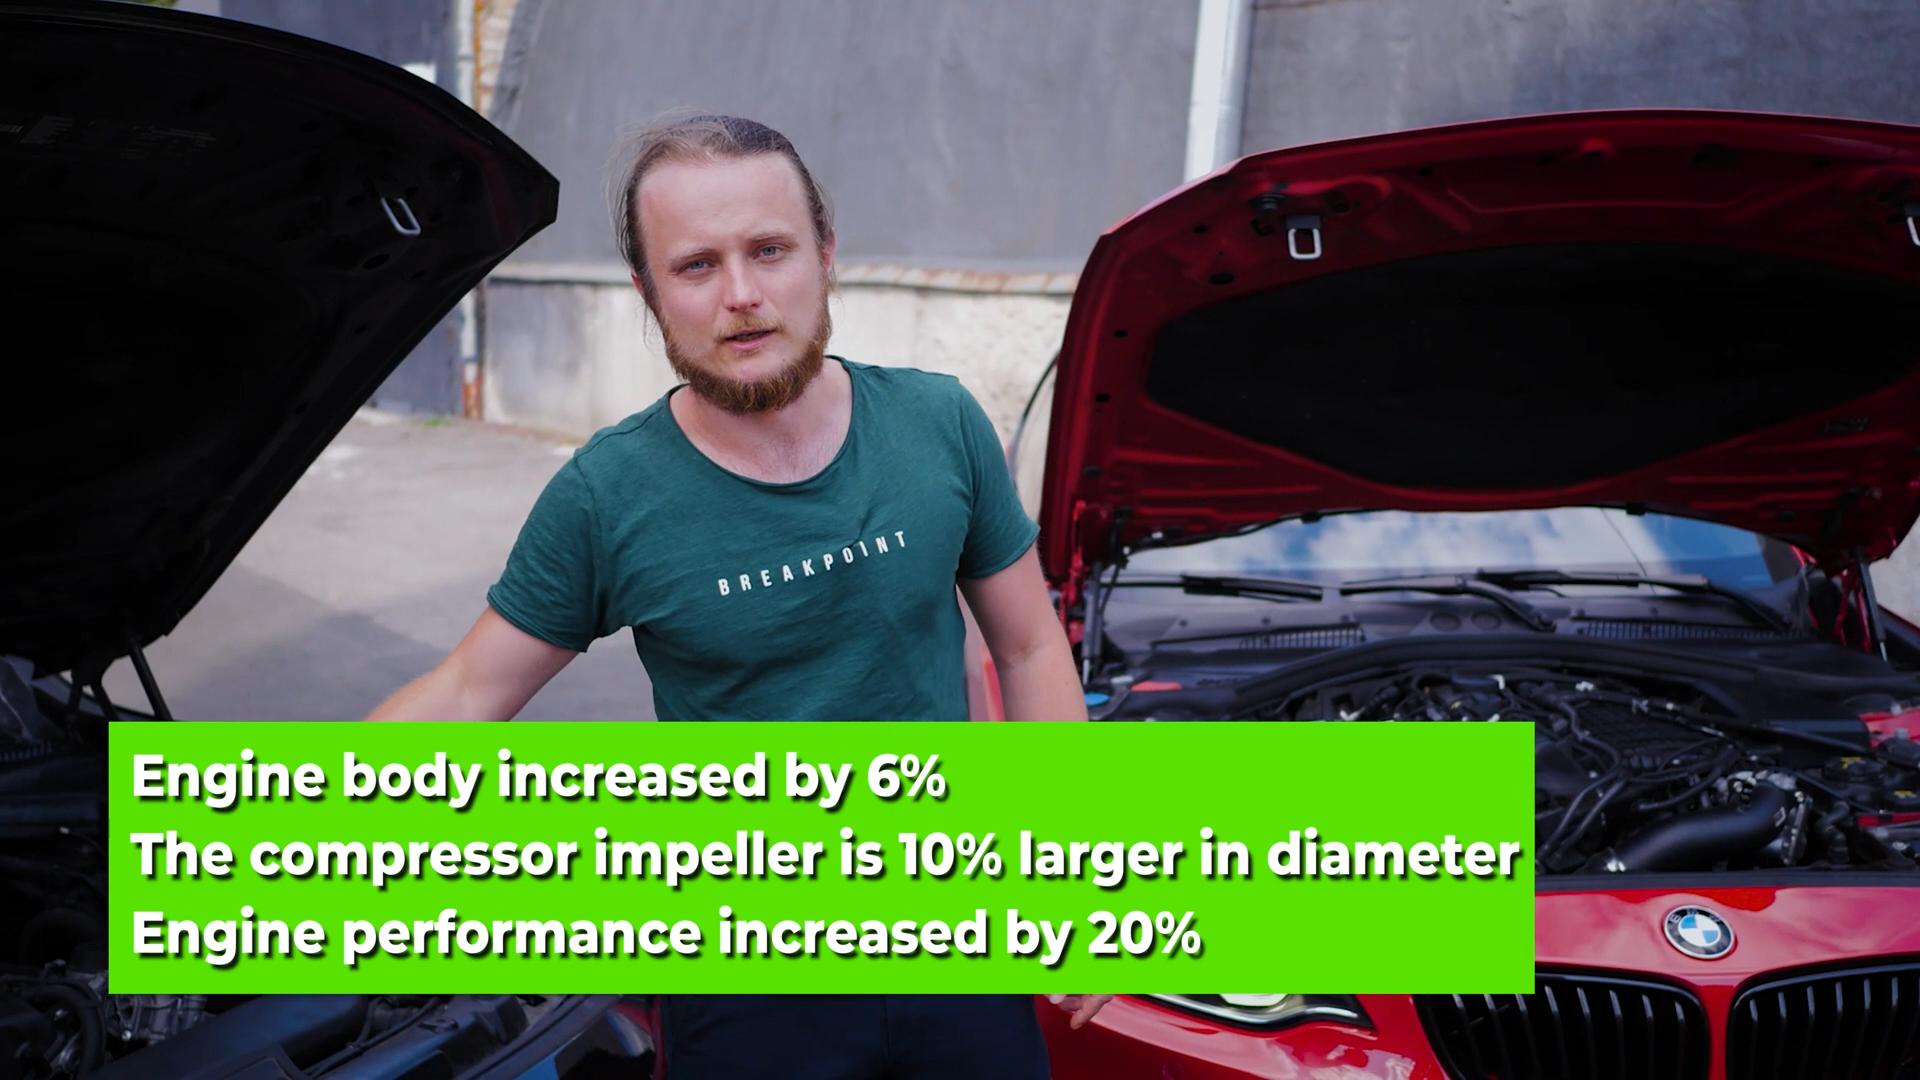 BREAKPOINT
Engine body increased by 6%
The compressor impeller is 10% larger in diameter
Engine performance increased by 20%
BMW